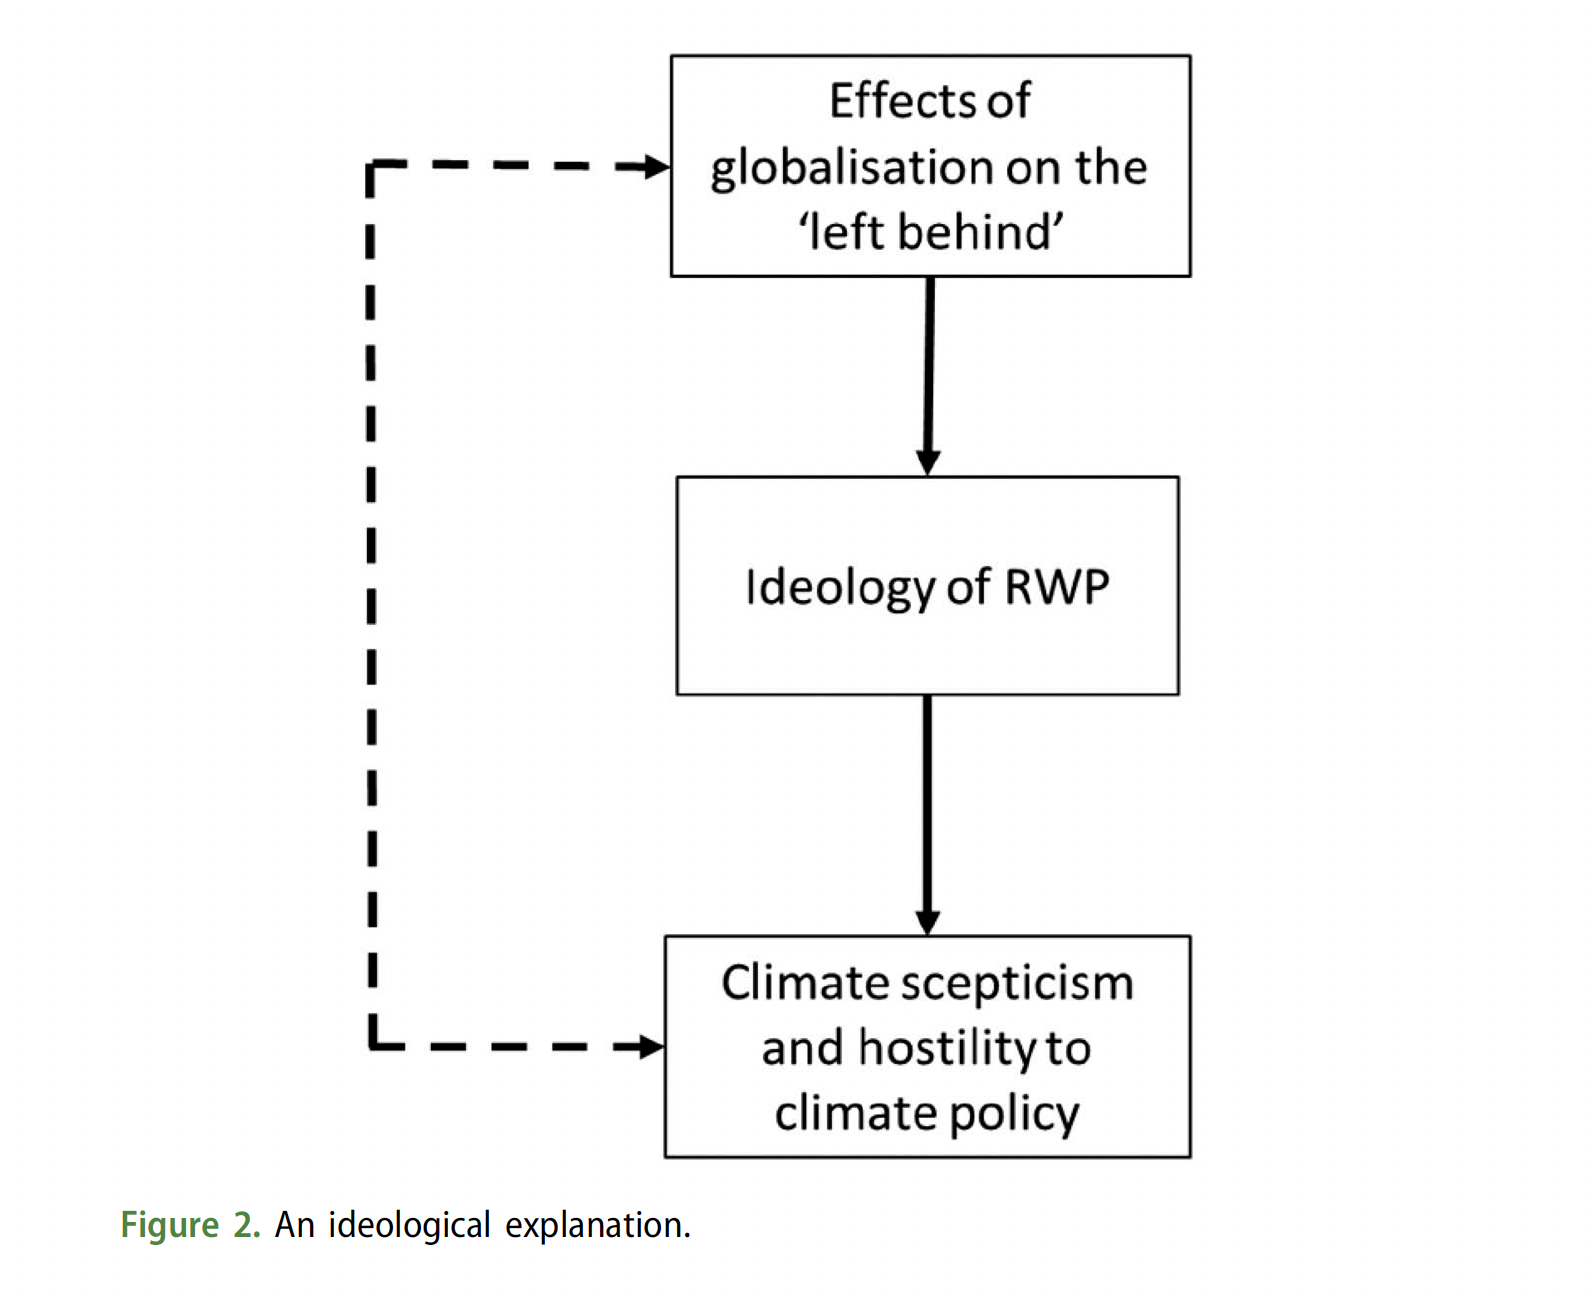 Effects of
globalisation on the
‘left behind’
Ideology of RWP
Climate scepticism
and hostility to
climate policy
Figure 2. An ideological explanation.